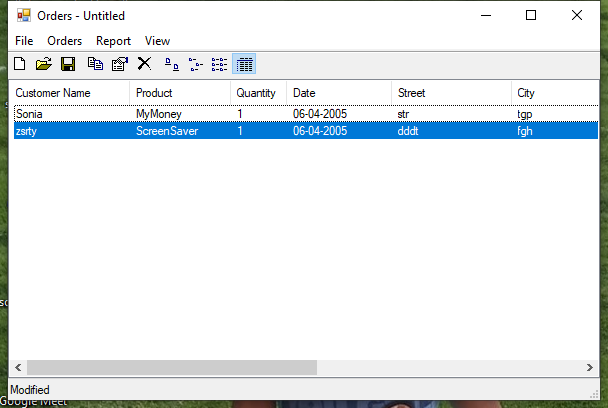 Orders - Untitled
File Orders Report View
Customer Name Product Quantity Date Street City
Sonia MyMoney 1 06-04-2005 str tgp
zsrty ScreenSaver 1 06-04-2005 dddt fgh
Modified
Google Meet